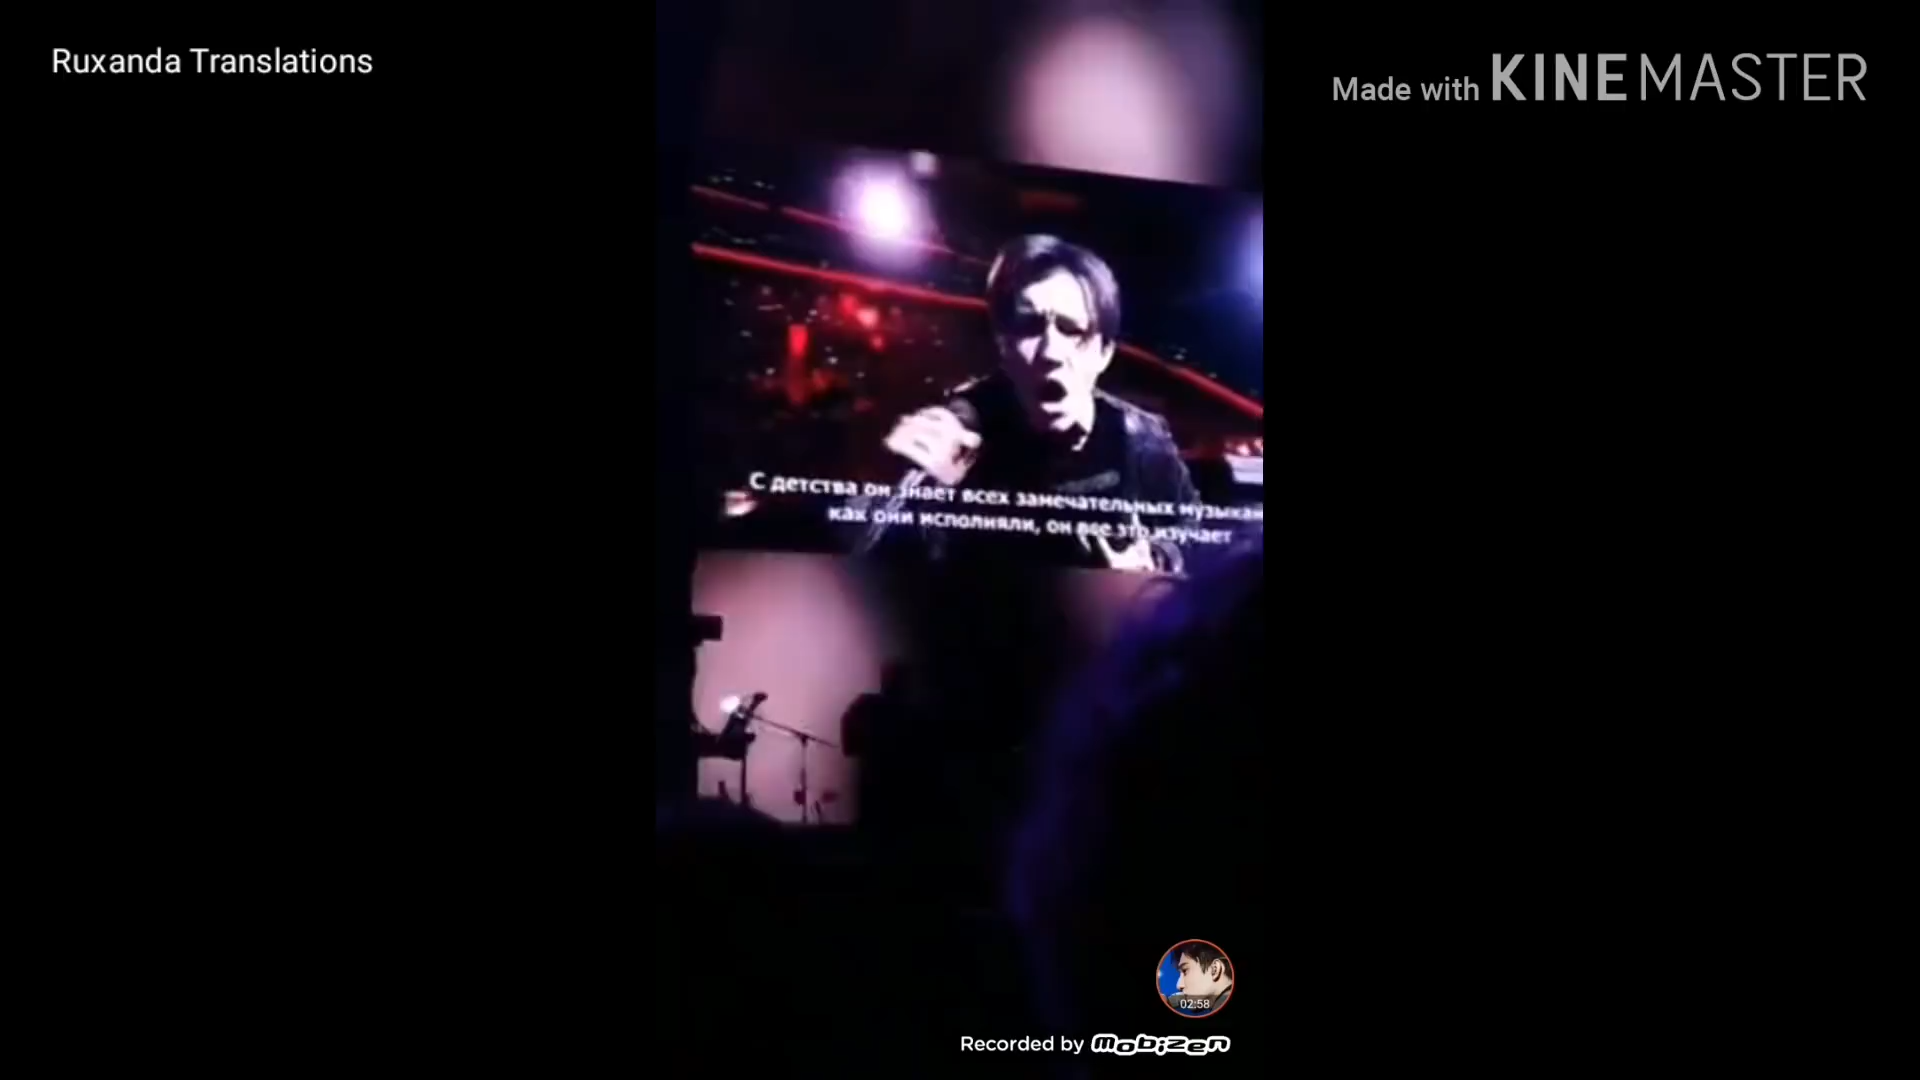 Ruxanda Translations
Made with KINEMASTER
С детства он знает всех замечательных музыкан
как они исполняли, он все это изучает
02:58
Recorded by Mobizen